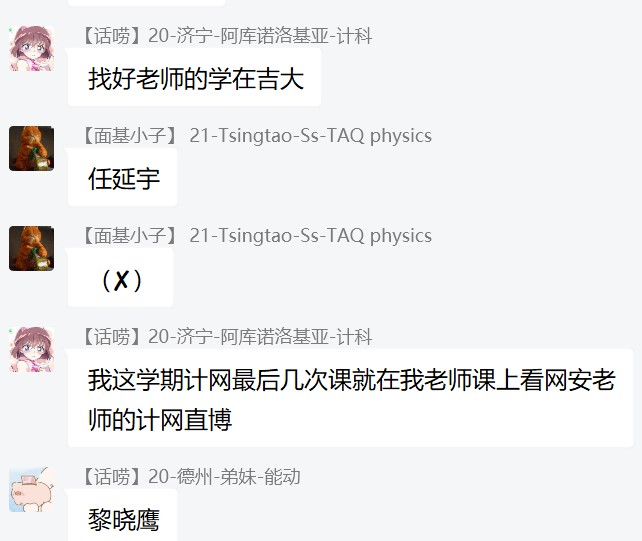 【话唠】20-济宁-阿库诺洛基亚-计科
找好老师的学在吉大
【面基小子】 21-Tsingtao-Ss-TAQ physics
任延宇
【面基小子】 21-Tsingtao-Ss-TAQ physics
（✗）
【话唠】20-济宁-阿库诺洛基亚-计科
我这学期计网最后几次课就在我老师课上看网安老
师的计网直博
【话唠】20-德州-弟妹-能动
黎晓鹰